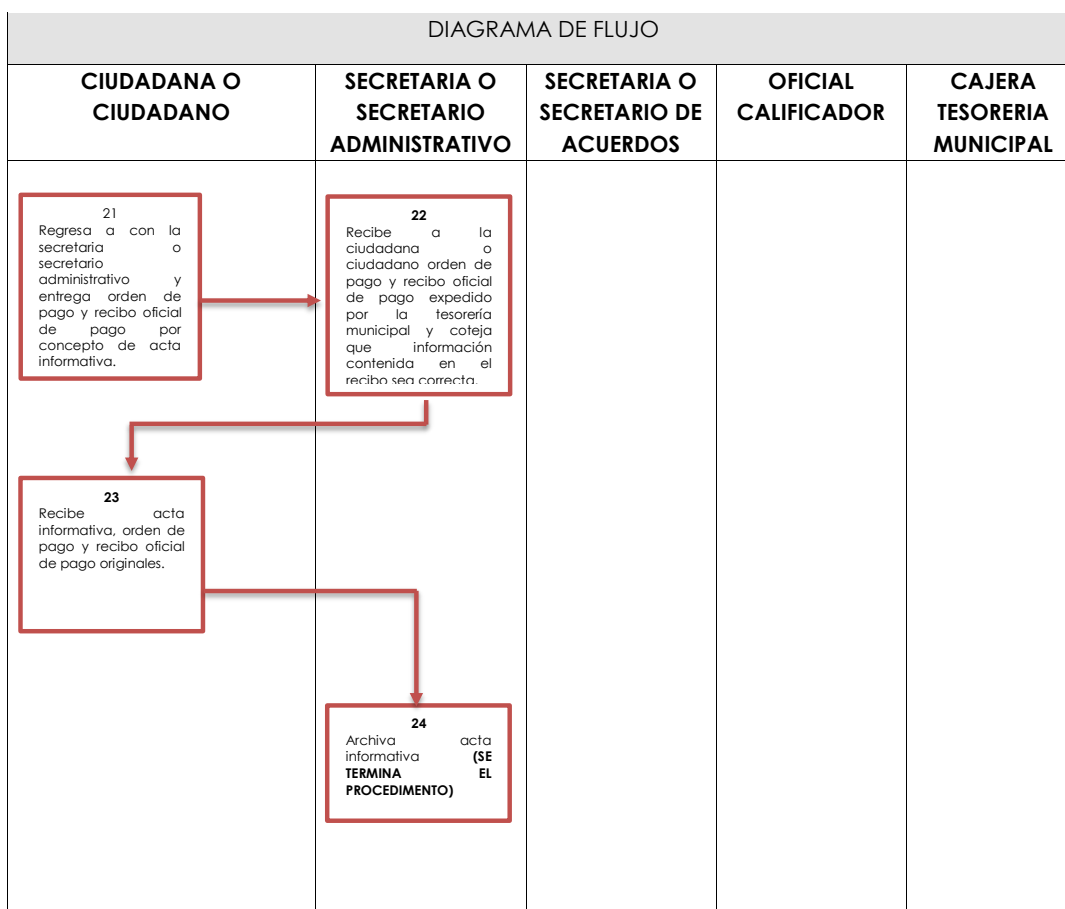 DIAGRAMA DE FLUJO
CIUDADANA O
CIUDADANO
SECRETARIA O
SECRETARIO
ADMINISTRATIVO
SECRETARIA O
SECRETARIO DE
ACUERDOS
OFICIAL
CALIFICADOR
CAJERA
TESORERIA
MUNICIPAL
21
Regresa a con la
secretaria o
secretario
administrativo y
entrega orden de
pago y recibo oficial
de pago por
concepto de acta
informativa.
22
Recibe a la
ciudadana o
ciudadano orden de
pago y recibo oficial
de pago expedido
por la tesorería
municipal y coteja
que información
contenida en el
recibo sea correcta.
23
Recibe acta
informativa, orden de
pago y recibo oficial
de pago originales.
24
Archiva acta
informativa (SE
TERMINA EL
PROCEDIMENTO)